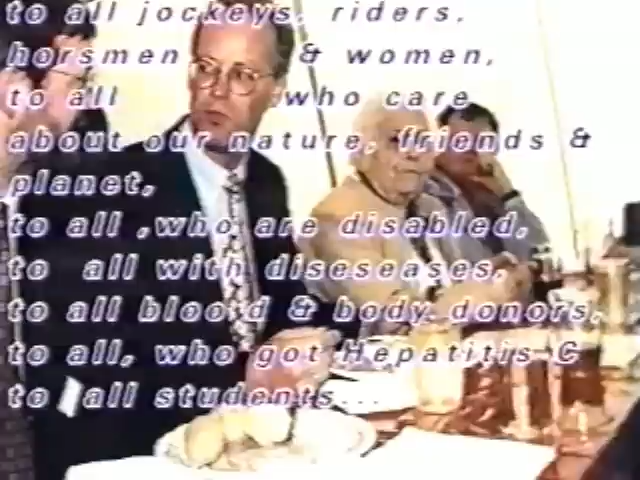 to all jockeys, riders,
horsmen & women,
to all who care
about our nature, friends &
planet,
to all ,who are disabled,
to all with diseseases,
to all blood & body donors,
to all, who got Hepatitis C
to all students...